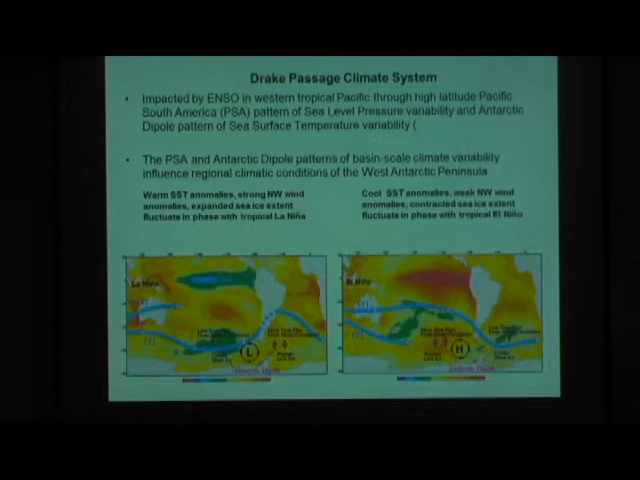 Drake Passage Climate System
• Impacted by ENSO in western tropical Pacific through high latitude Pacific
South America (PSA) pattern of Sea Level Pressure variability and Antarctic
Dipole pattern of Sea Surface Temperature variability (
• The PSA and Antarctic Dipole patterns of basin-scale climate variability
influence regional climatic conditions of the West Antarctic Peninsula
Warm SST anomalies, strong NW wind
anomalies, expanded sea ice extent
fluctuate in phase with tropical La Niña
Cool SST anomalies, weak NW wind
anomalies, contracted sea ice extent
fluctuate in phase with tropical El Niño
La Niña
L
Antarctic Dipole
El Niño
H
Antarctic Dipole